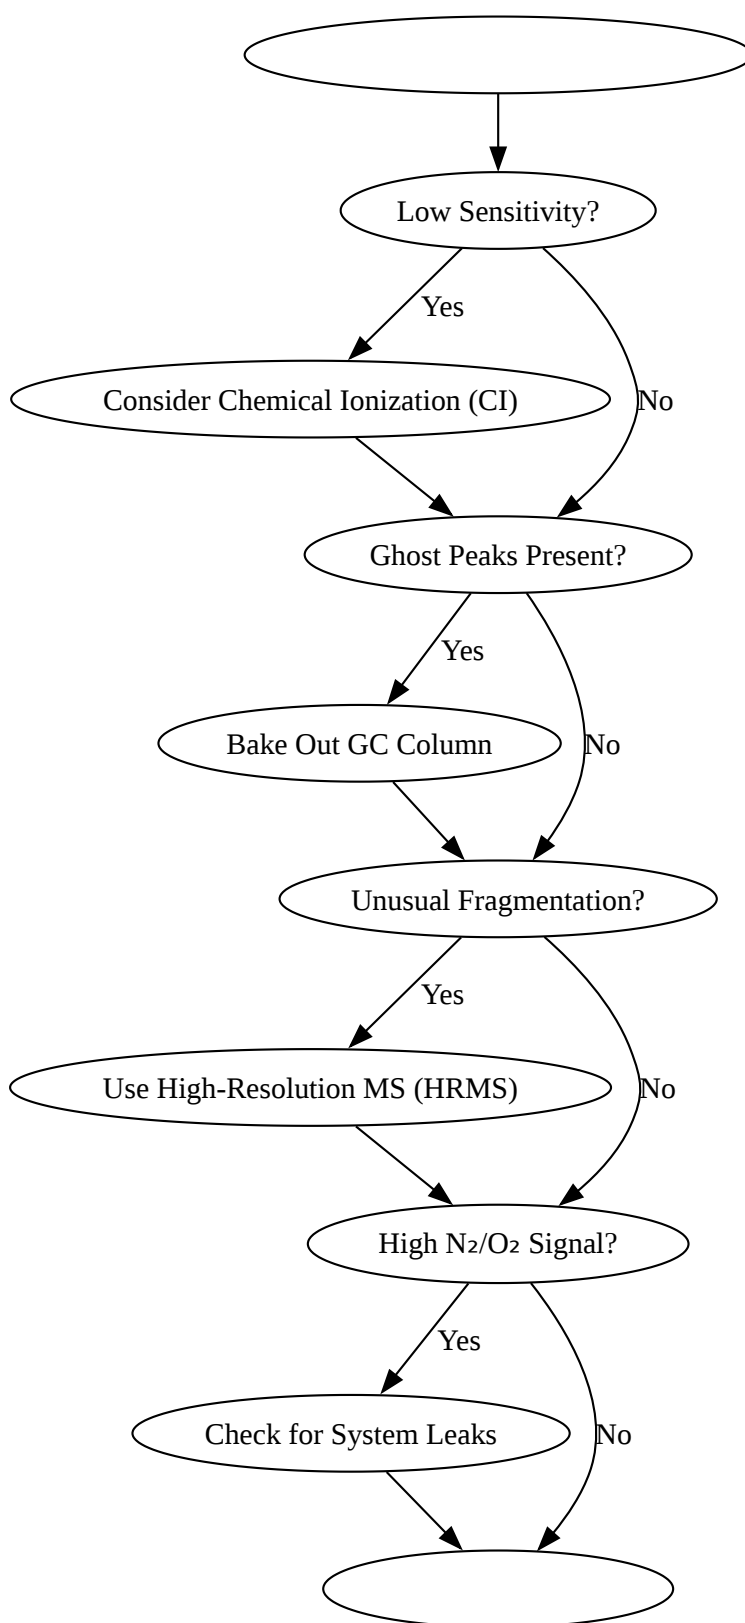 Low Sensitivity?
Yes
Consider Chemical Ionization (CI)
No
Ghost Peaks Present?
Yes
Bake Out GC Column
No
Unusual Fragmentation?
Yes
Use High-Resolution MS (HRMS)
No
High N₂/O₂ Signal?
Yes
Check for System Leaks
No